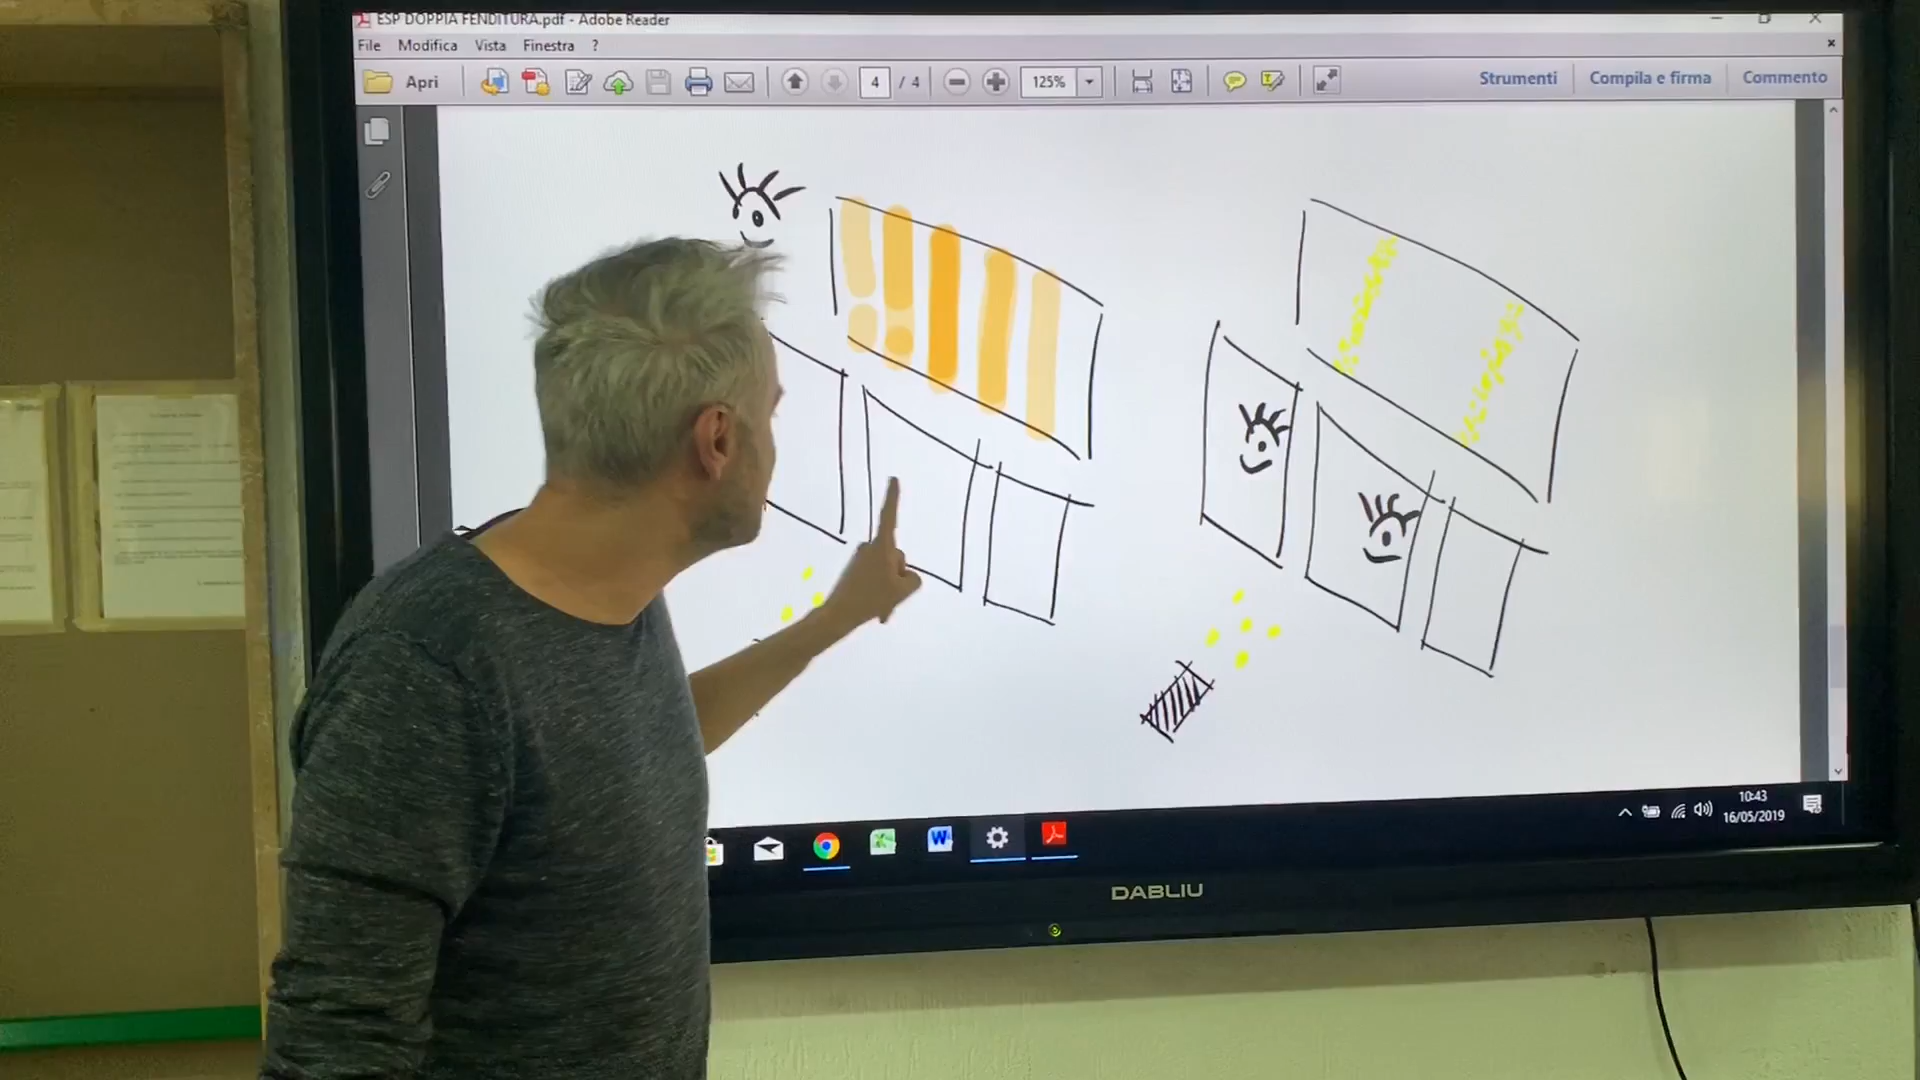 ESP DOPPIA FENDITURA.pdf - Adobe Reader
File Modifica Vista Finestra ?
Apri 4 / 4 125% Strumenti Compila e firma Commento
10:43
16/05/2019
DABLIU